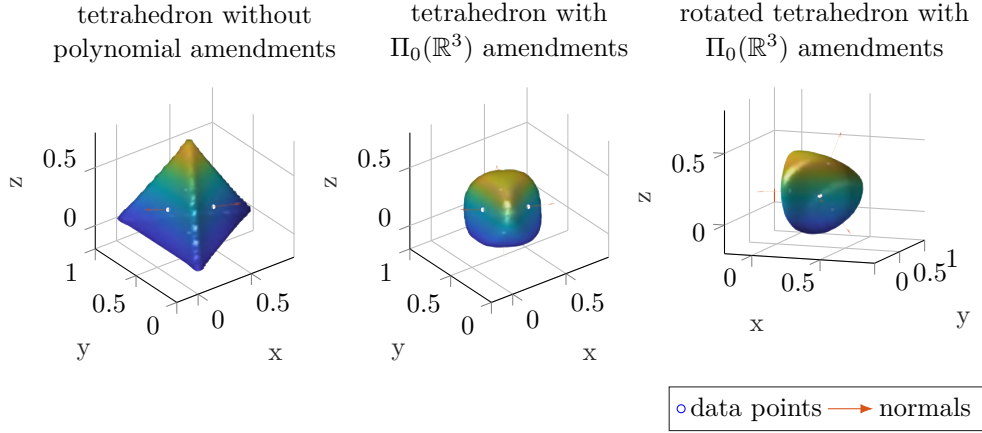 tetrahedron without
polynomial amendments
z
0.5
0
1
0.5
0
0
0.5
y
x
tetrahedron with
Π₀(ℝ³) amendments
z
0.5
0
1
0.5
0
0
0.5
y
x
rotated tetrahedron with
Π₀(ℝ³) amendments
z
0.5
0
0
0.5
0
0.5
1
x
y
data points
normals